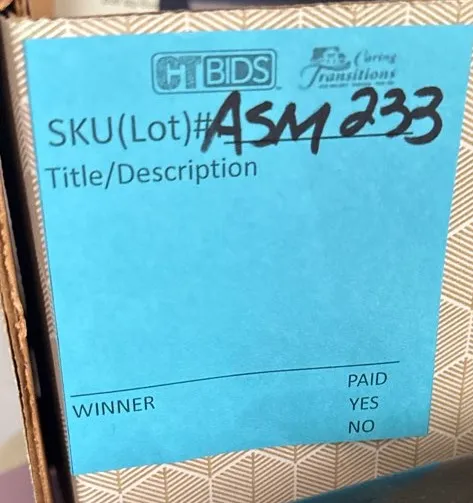 CTBIDS
Caring
Transitions
SKU(Lot)# ASM 233
Title/Description
PAID
WINNER YES
NO